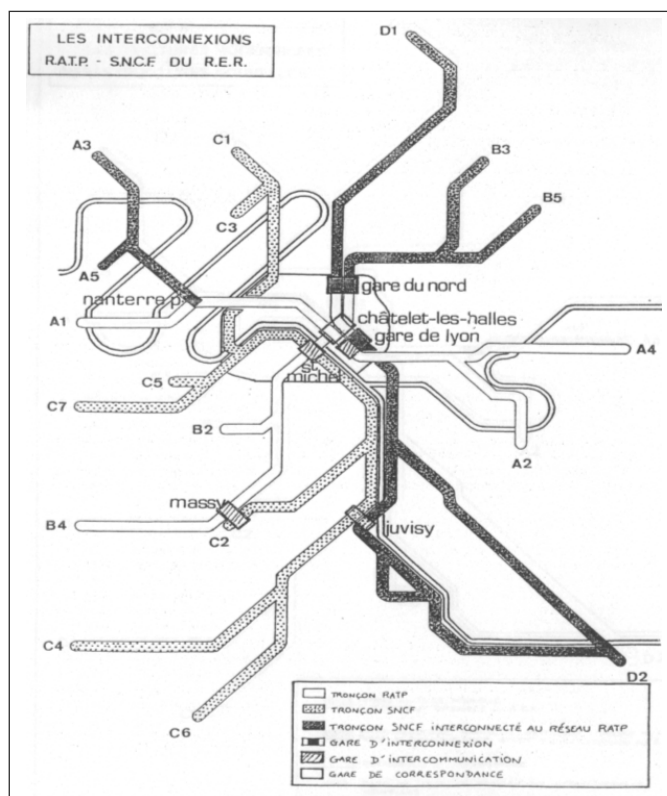 LES INTERCONNEXIONS
R.A.T.P. - S.N.C.F DU R.E.R.
D1
C1
A3
B3
B5
C3
A5
gare du nord
nanterre p.
A1
châtelet-les-halles
gare de lyon
A4
st michel
C5
C7
B2
A2
massy
B4
C2
juvisy
C4
D2
C6
TRONÇON RATP
TRONÇON SNCF
TRONÇON SNCF INTERCONNECTÉ AU RÉSEAU RATP
GARE D'INTERCONNEXION
GARE D'INTERCOMMUNICATION
GARE DE CORRESPONDANCE